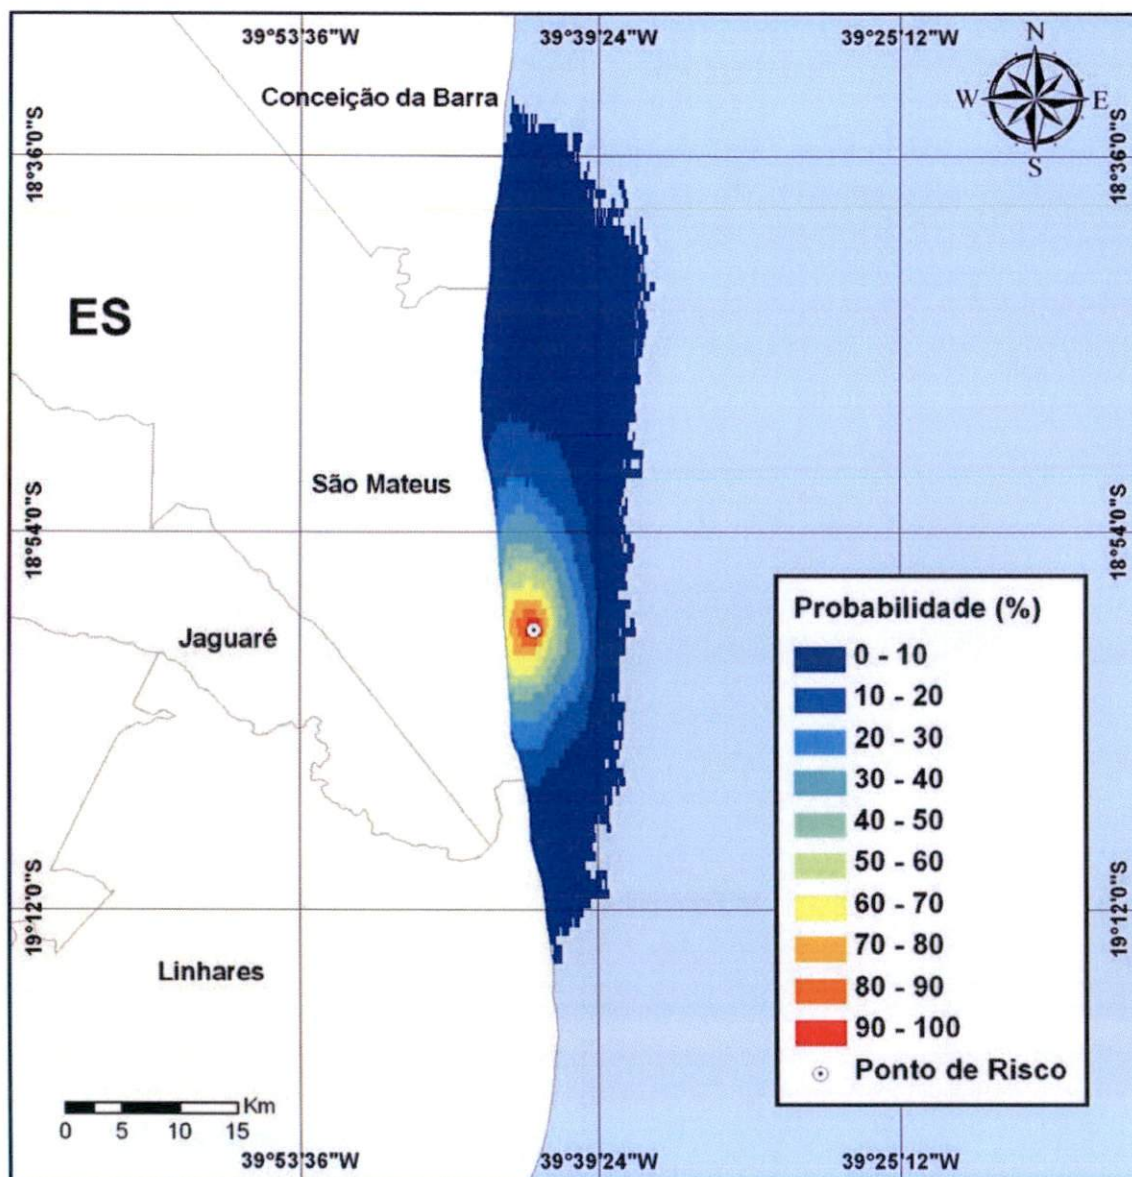 39°53'36"W
39°39'24"W
39°25'12"W
N
Conceição da Barra
W
E
S
18°36'0"S
18°36'0"S
ES
São Mateus
18°54'0"S
18°54'0"S
Jaguaré
Probabilidade (%)
0 - 10
10 - 20
20 - 30
30 - 40
40 - 50
50 - 60
60 - 70
70 - 80
80 - 90
90 - 100
Ponto de Risco
19°12'0"S
19°12'0"S
Linhares
Km
0 5 10 15
39°53'36"W
39°39'24"W
39°25'12"W